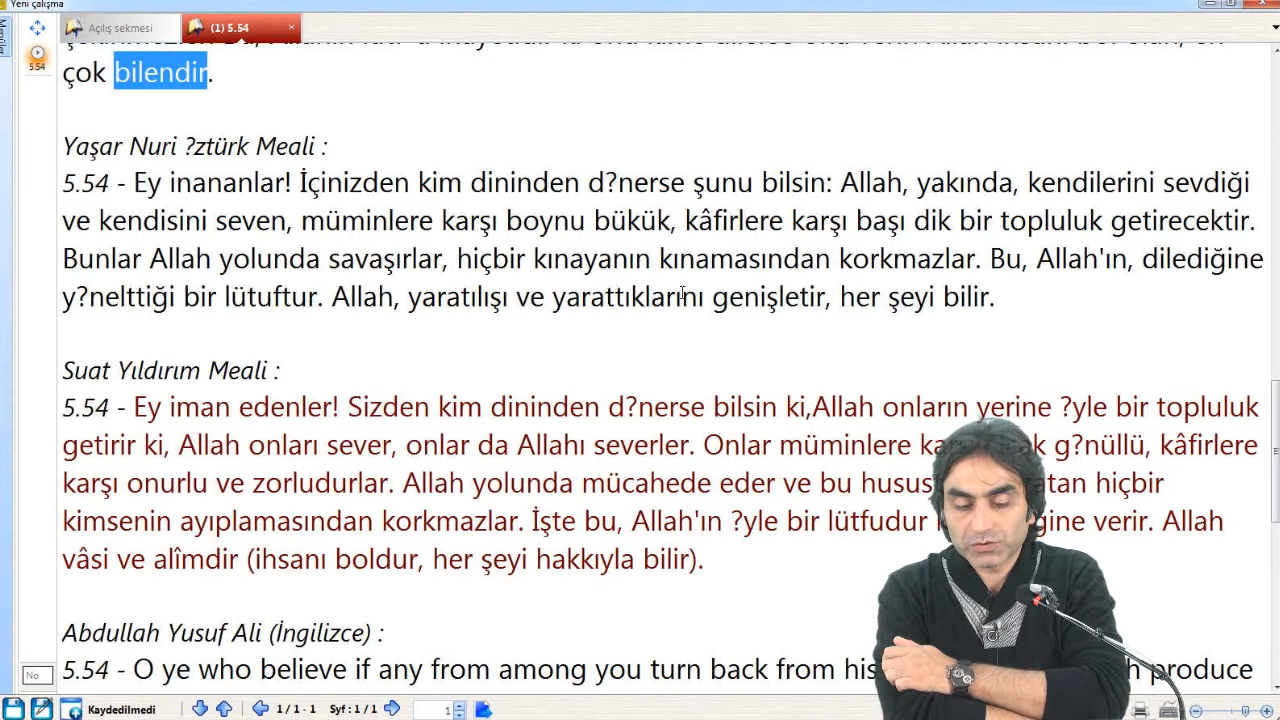 Yeni çalışma
Açılış sekmesi
(1) 5.54
Menüler
5.54
çok bilendir.
Yaşar Nuri ?ztürk Meali :
5.54 - Ey inananlar! İçinizden kim dininden d?nerse şunu bilsin: Allah, yakında, kendilerini sevdiği
ve kendisini seven, müminlere karşı boynu bükük, kâfirlere karşı başı dik bir topluluk getirecektir.
Bunlar Allah yolunda savaşırlar, hiçbir kınayanın kınamasından korkmazlar. Bu, Allah'ın, dilediğine
y?nelttiği bir lütuftur. Allah, yaratılışı ve yarattıklarını genişletir, her şeyi bilir.
Suat Yıldırım Meali :
5.54 - Ey iman edenler! Sizden kim dininden d?nerse bilsin ki,Allah onların yerine ?yle bir topluluk
getirir ki, Allah onları sever, onlar da Allahı severler. Onlar müminlere g?nüllü, kâfirlere
karşı onurlu ve zorludurlar. Allah yolunda mücahede eder ve bu hiçbir
kimsenin ayıplamasından korkmazlar. İşte bu, Allah'ın ?yle bir lütfudur verir. Allah
vâsi ve alîmdir (ihsanı boldur, her şeyi hakkıyla bilir).
Abdullah Yusuf Ali (İngilizce) :
5.54 - O ye who believe if any from among you turn back from his produce
No
Kaydedilmedi
1 / 1 - 1
Syf : 1 / 1
1